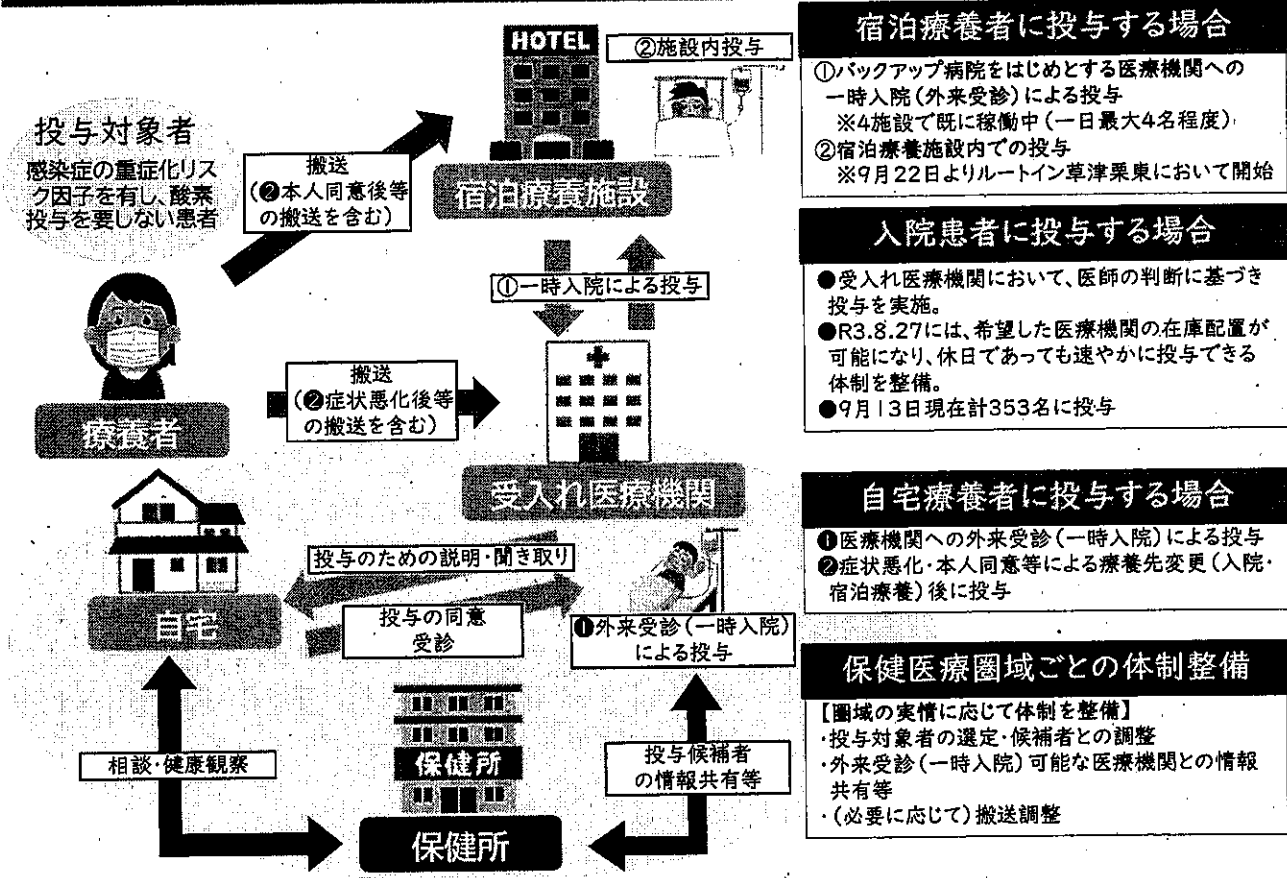 投与対象者
感染症の重症化リス
ク因子を有し、酸素
投与を要しない患者
療養者
搬送
(❷本人同意後等
の搬送を含む)
HOTEL
②施設内投与
宿泊療養施設
①一時入院による投与
搬送
(❷症状悪化後等
の搬送を含む)
受入れ医療機関
自宅
投与のための説明・聞き取り
投与の同意
受診
❶外来受診(一時入院)
による投与
相談・健康観察
保健所
保健所
投与候補者
の情報共有等
宿泊療養者に投与する場合
①バックアップ病院をはじめとする医療機関への
一時入院(外来受診)による投与
※4施設で既に稼働中(一日最大4名程度)
②宿泊療養施設内での投与
※9月22日よりルートイン草津栗東において開始
入院患者に投与する場合
●受入れ医療機関において、医師の判断に基づき
投与を実施。
●R3.8.27には、希望した医療機関の在庫配置が
可能になり、休日であっても速やかに投与できる
体制を整備。
●9月13日現在計353名に投与
自宅療養者に投与する場合
❶医療機関への外来受診(一時入院)による投与
❷症状悪化・本人同意等による療養先変更(入院・
宿泊療養)後に投与
保健医療圏域ごとの体制整備
【圏域の実情に応じて体制を整備】
・投与対象者の選定・候補者との調整
・外来受診(一時入院)可能な医療機関との情報
共有等
・(必要に応じて)搬送調整